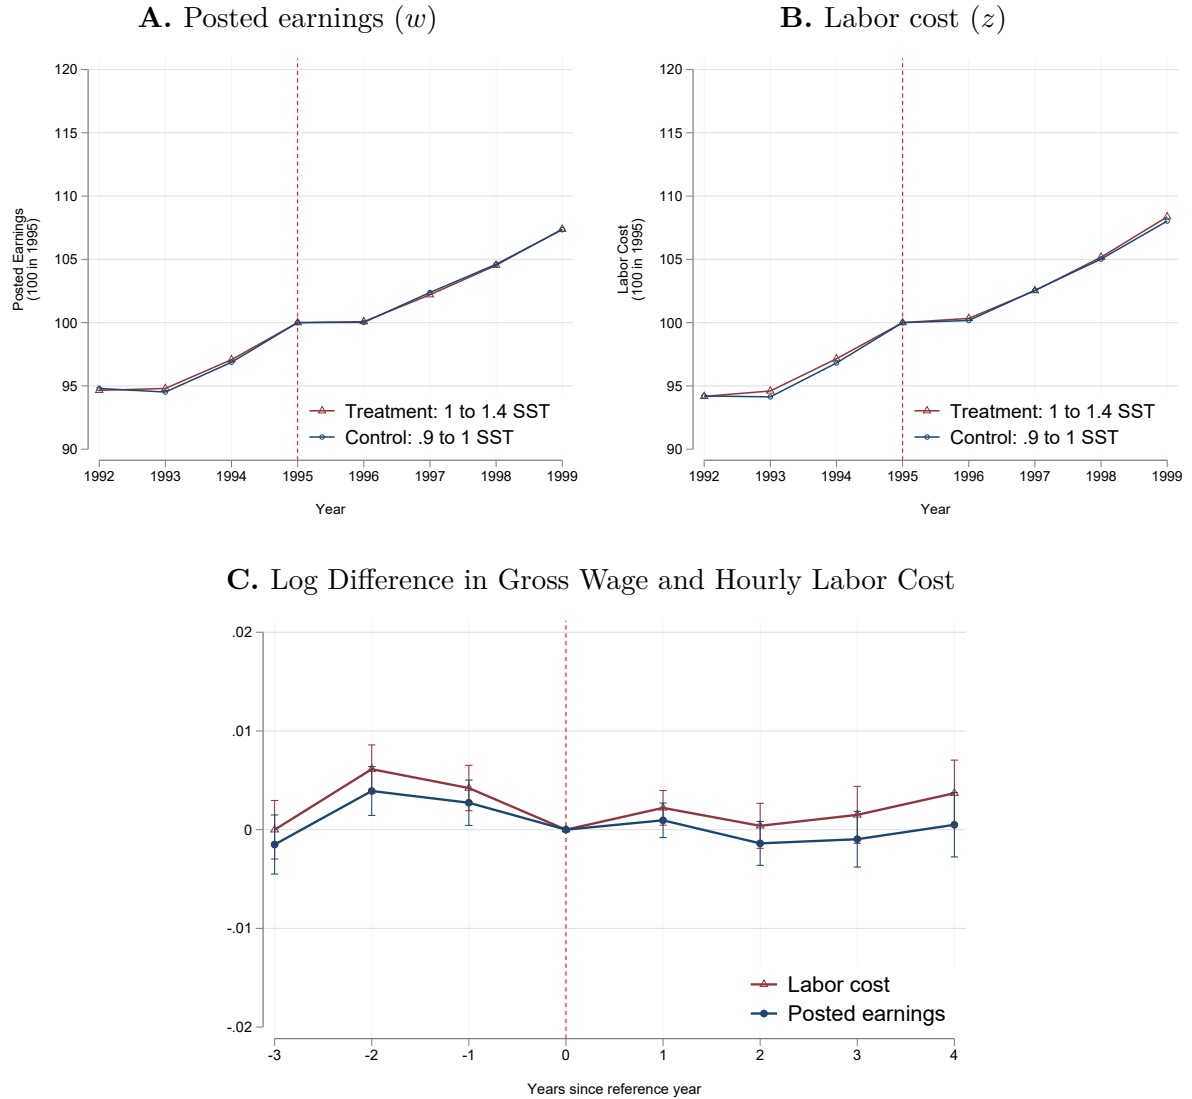 A. Posted earnings (w)
120
115
110
105
100
95
90
Posted Earnings
(100 in 1995)
Treatment: 1 to 1.4 SST
Control: .9 to 1 SST
1992 1993 1994 1995 1996 1997 1998 1999
Year
B. Labor cost (z)
120
115
110
105
100
95
90
Labor Cost
(100 in 1995)
Treatment: 1 to 1.4 SST
Control: .9 to 1 SST
1992 1993 1994 1995 1996 1997 1998 1999
Year
C. Log Difference in Gross Wage and Hourly Labor Cost
.02
.01
0
-.01
-.02
Labor cost
Posted earnings
-3 -2 -1 0 1 2 3 4
Years since reference year